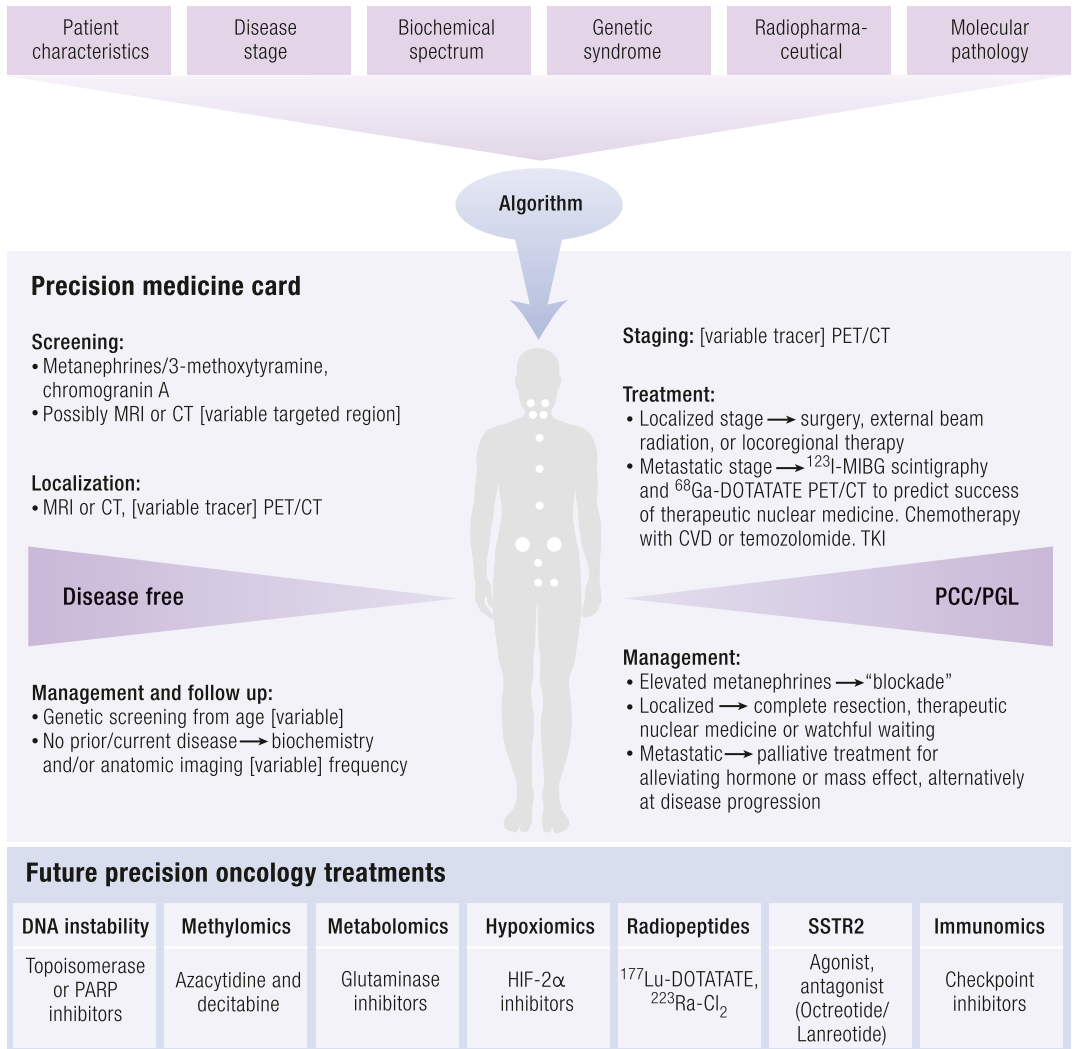 Patient
characteristics
Disease
stage
Biochemical
spectrum
Genetic
syndrome
Radiopharma-
ceutical
Molecular
pathology
Algorithm
Precision medicine card
Screening:
• Metanephrines/3-methoxytyramine,
chromogranin A
• Possibly MRI or CT [variable targeted region]
Localization:
• MRI or CT, [variable tracer] PET/CT
Disease free
Management and follow up:
• Genetic screening from age [variable]
• No prior/current disease → biochemistry
and/or anatomic imaging [variable] frequency
Staging: [variable tracer] PET/CT
Treatment:
• Localized stage → surgery, external beam
radiation, or locoregional therapy
• Metastatic stage → ¹²³I-MIBG scintigraphy
and ⁶⁸Ga-DOTATATE PET/CT to predict success
of therapeutic nuclear medicine. Chemotherapy
with CVD or temozolomide. TKI
PCC/PGL
Management:
• Elevated metanephrines → “blockade”
• Localized → complete resection, therapeutic
nuclear medicine or watchful waiting
• Metastatic → palliative treatment for
alleviating hormone or mass effect, alternatively
at disease progression
Future precision oncology treatments
DNA instability
Topoisomerase
or PARP
inhibitors
Methylomics
Azacytidine and
decitabine
Metabolomics
Glutaminase
inhibitors
Hypoxiomics
HIF-2α
inhibitors
Radiopeptides
¹⁷⁷Lu-DOTATATE,
²²³Ra-Cl₂
SSTR2
Agonist,
antagonist
(Octreotide/
Lanreotide)
Immunomics
Checkpoint
inhibitors